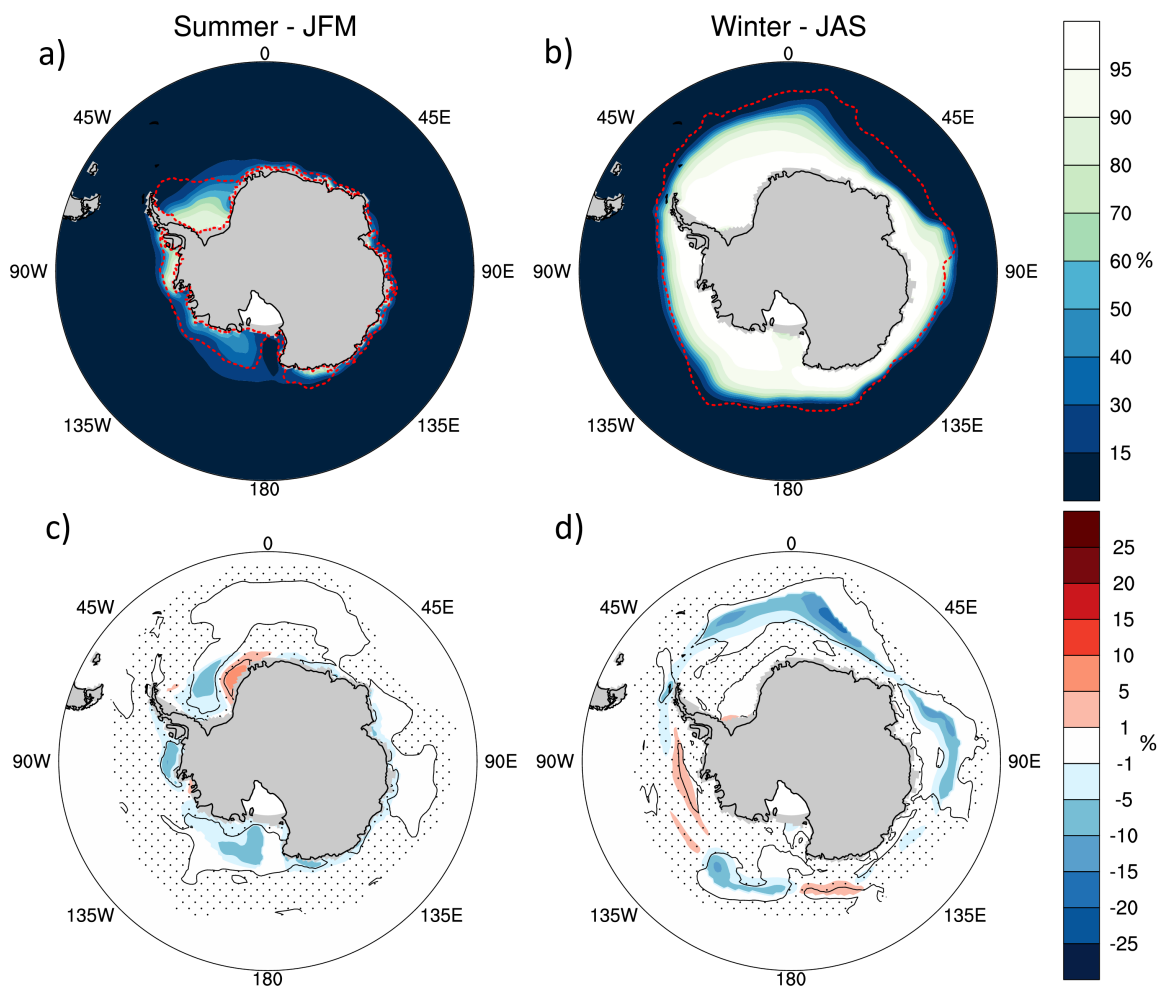 Summer - JFM
Winter - JAS
a)
0
45W
45E
90W
90E
135W
135E
180
b)
0
45W
45E
90W
90E
135W
135E
180
95
90
80
70
60 %
50
40
30
15
c)
0
45W
45E
90W
90E
135W
135E
180
d)
0
45W
45E
90W
90E
135W
135E
180
25
20
15
10
5
1
%
-1
-5
-10
-15
-20
-25